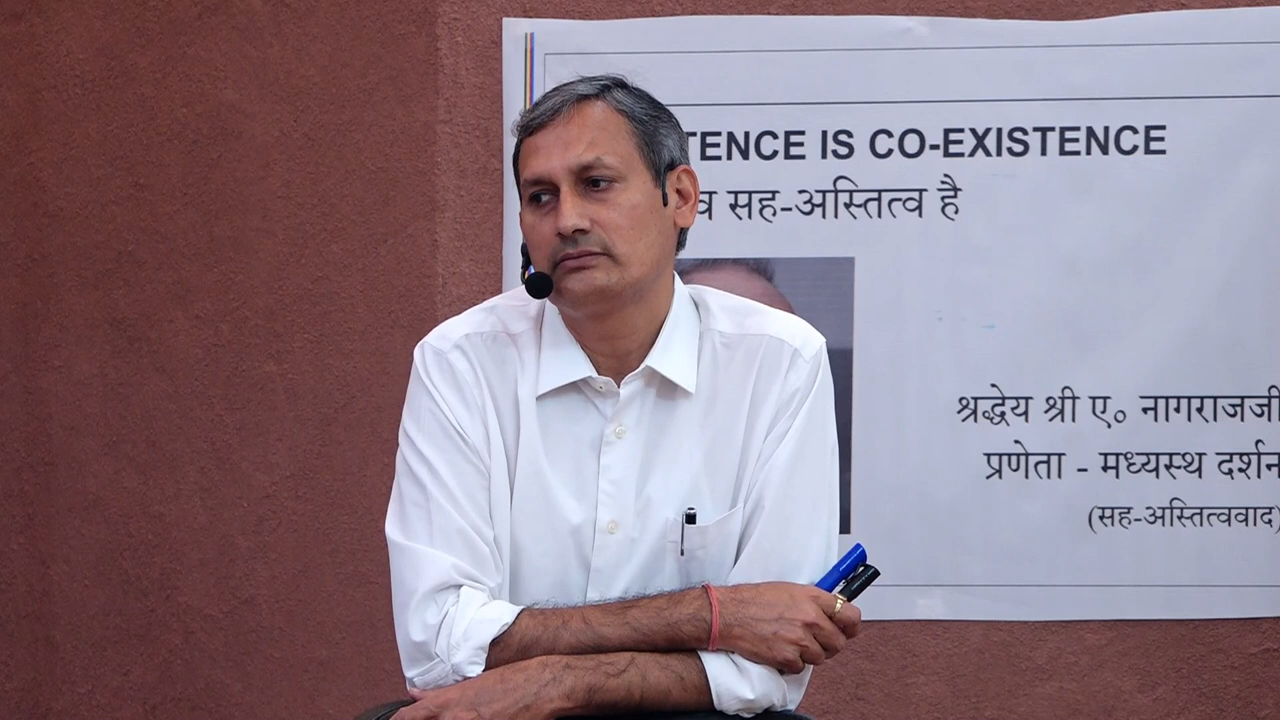 TENCE IS CO-EXISTENCE
व सह-अस्तित्व है
श्रद्धेय श्री ए० नागराजजी
प्रणेता - मध्यस्थ दर्शन
(सह-अस्तित्ववाद)